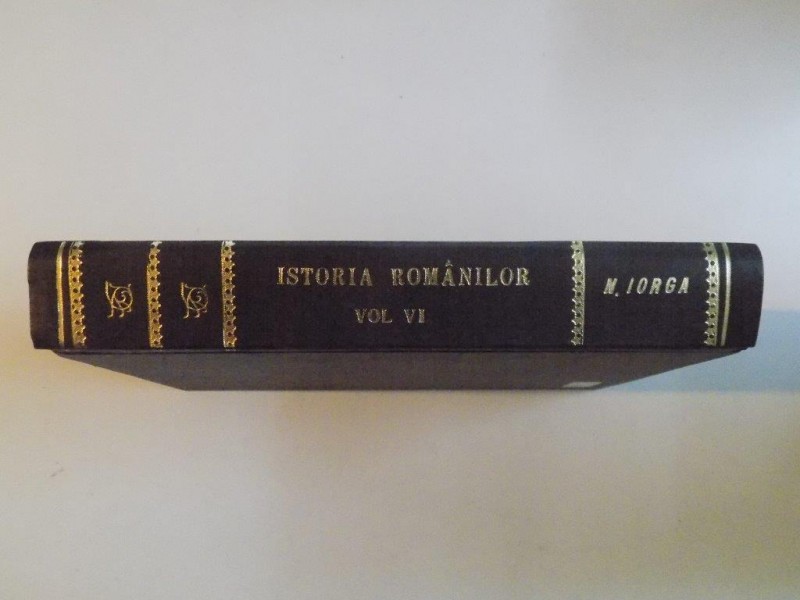 ISTORIA ROMÂNILOR
VOL VI
N. IORGA